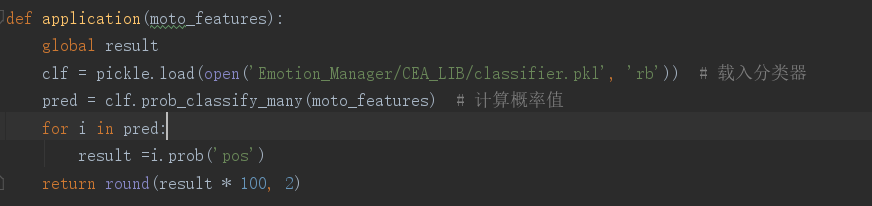 def application(moto_features):
    global result
    clf = pickle.load(open('Emotion_Manager/CEA_LIB/classifier.pkl', 'rb'))  # 载入分类器
    pred = clf.prob_classify_many(moto_features)  # 计算概率值
    for i in pred:
        result =i.prob('pos')
    return round(result * 100, 2)